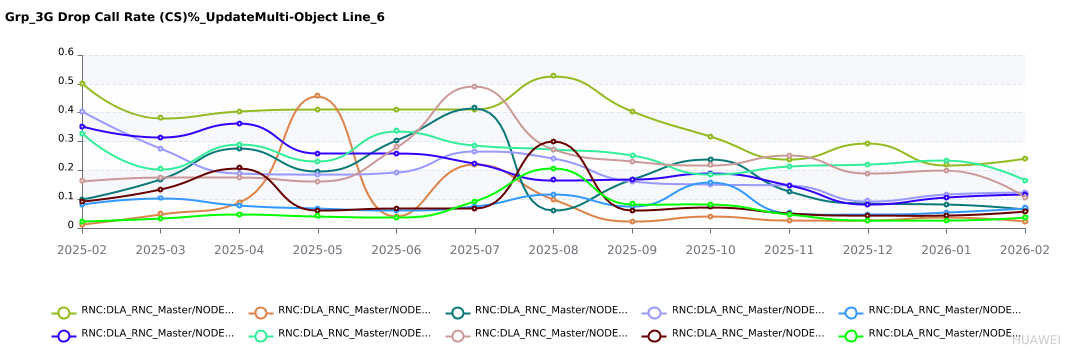 Grp_3G Drop Call Rate (CS)%_UpdateMulti-Object Line_6
0.6
0.5
0.4
0.3
0.2
0.1
0
2025-02 2025-03 2025-04 2025-05 2025-06 2025-07 2025-08 2025-09 2025-10 2025-11 2025-12 2026-01 2026-02
RNC:DLA_RNC_Master/NODE... RNC:DLA_RNC_Master/NODE... RNC:DLA_RNC_Master/NODE... RNC:DLA_RNC_Master/NODE... RNC:DLA_RNC_Master/NODE...
RNC:DLA_RNC_Master/NODE... RNC:DLA_RNC_Master/NODE... RNC:DLA_RNC_Master/NODE... RNC:DLA_RNC_Master/NODE... RNC:DLA_RNC_Master/NODE...
HUAWEI